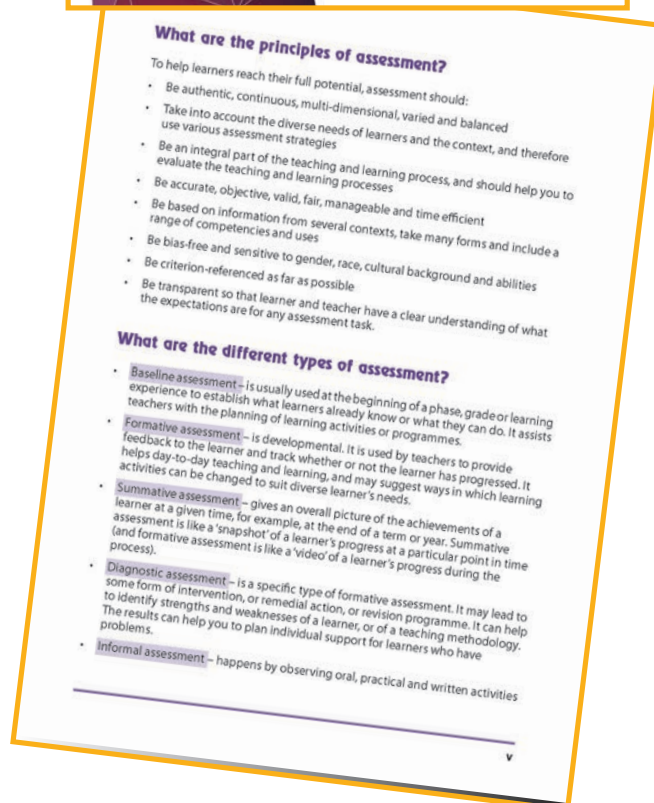 What are the principles of assessment?
To help learners reach their full potential, assessment should:
• Be authentic, continuous, multi-dimensional, varied and balanced
• Take into account the diverse needs of learners and the context, and therefore
use various assessment strategies
• Be an integral part of the teaching and learning process, and should help you to
evaluate the teaching and learning processes
• Be accurate, objective, valid, fair, manageable and time efficient
• Be based on information from several contexts, take many forms and include a
range of competencies and uses
• Be bias-free and sensitive to gender, race, cultural background and abilities
• Be criterion-referenced as far as possible
• Be transparent so that learner and teacher have a clear understanding of what
the expectations are for any assessment task.
What are the different types of assessment?
• Baseline assessment – is usually used at the beginning of a phase, grade or learning
experience to establish what learners already know or what they can do. It assists
teachers with the planning of learning activities or programmes.
• Formative assessment – is developmental. It is used by teachers to provide
feedback to the learner and track whether or not the learner has progressed. It
helps day-to-day teaching and learning, and may suggest ways in which learning
activities can be changed to suit diverse learner's needs.
• Summative assessment – gives an overall picture of the achievements of a
learner at a given time, for example, at the end of a term or year. Summative
assessment is like a 'snapshot' of a learner's progress at a particular point in time
(and formative assessment is like a 'video' of a learner's progress during the
process).
• Diagnostic assessment – is a specific type of formative assessment. It may lead to
some form of intervention, or remedial action, or revision programme. It can help
to identify strengths and weaknesses of a learner, or of a teaching methodology.
The results can help you to plan individual support for learners who have
problems.
• Informal assessment – happens by observing oral, practical and written activities
v